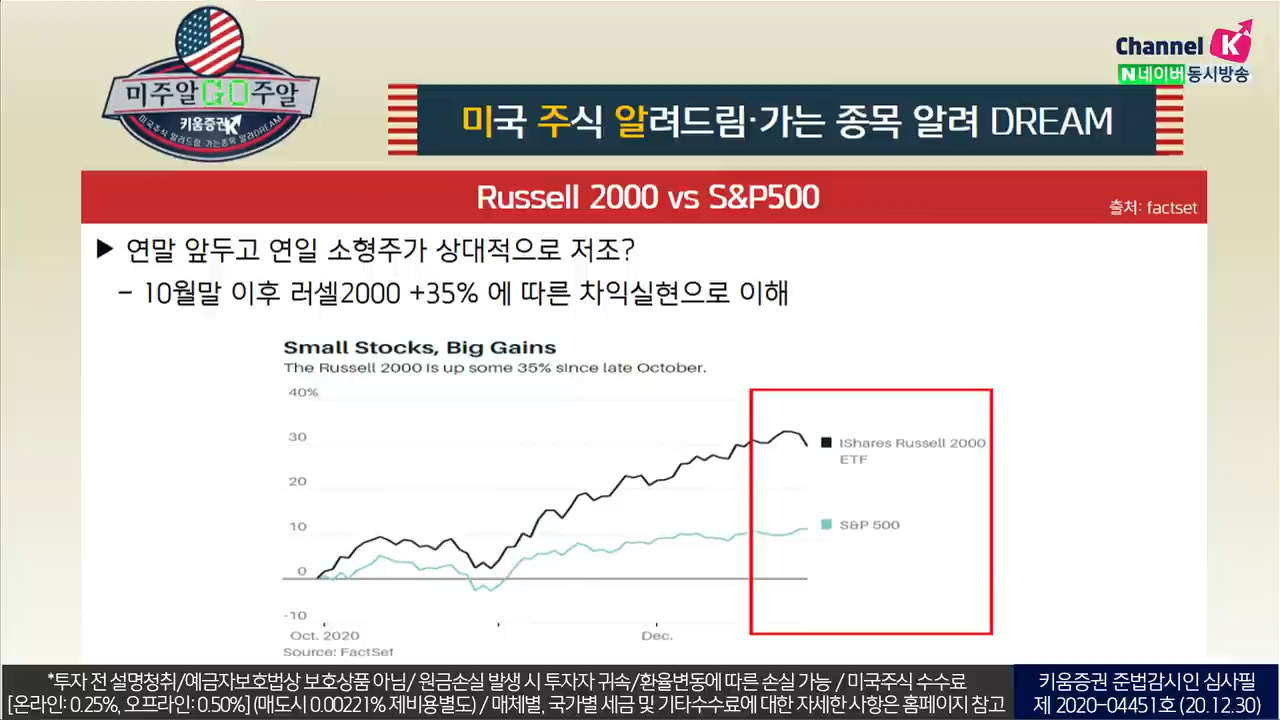 미주알GO주알
키움증권
미국주식 알려드림·가는종목 알려DREAM
미국 주식 알려드림·가는 종목 알려 DREAM
Channel K
N 네이버 동시방송
Russell 2000 vs S&P500
출처: factset
▶ 연말 앞두고 연일 소형주가 상대적으로 저조?
– 10월말 이후 러셀2000 +35% 에 따른 차익실현으로 이해
Small Stocks, Big Gains
The Russell 2000 is up some 35% since late October.
40%
30
20
10
0
-10
iShares Russell 2000
ETF
S&P 500
Oct. 2020
Dec.
Source: FactSet
*투자 전 설명청취/예금자보호법상 보호상품 아님/ 원금손실 발생 시 투자자 귀속/환율변동에 따른 손실 가능 / 미국주식 수수료
[온라인: 0.25%, 오프라인: 0.50%] (매도시 0.00221% 제비용별도) / 매체별, 국가별 세금 및 기타수수료에 대한 자세한 사항은 홈페이지 참고
키움증권 준법감시인 심사필
제 2020-04451호 (20.12.30)